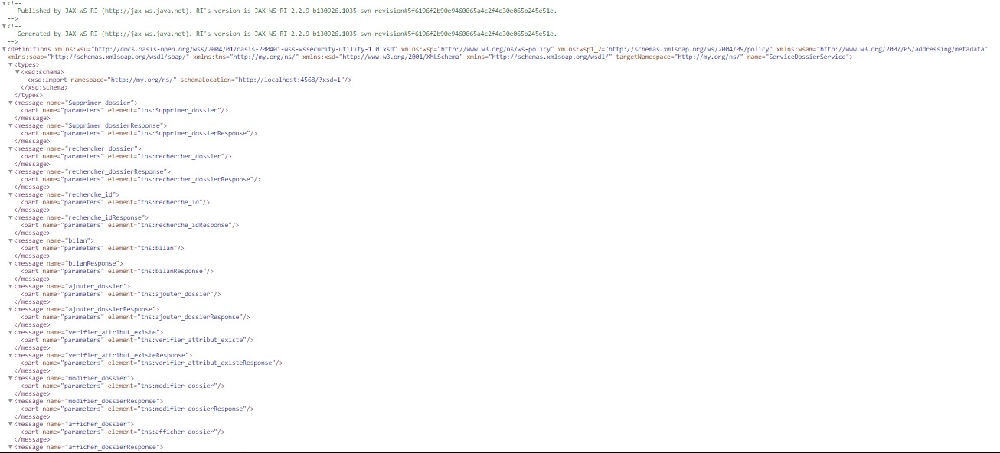 <!--
Published by JAX-WS RI (http://jax-ws.java.net). RI's version is JAX-WS RI 2.2.9-b130926.1035 svn-revision#5f6196f2b90e9460065a4c2f4e30e065b245e51e.
-->
<!--
Generated by JAX-WS RI (http://jax-ws.java.net). RI's version is JAX-WS RI 2.2.9-b130926.1035 svn-revision#5f6196f2b90e9460065a4c2f4e30e065b245e51e.
-->
<definitions xmlns:wsu="http://docs.oasis-open.org/wss/2004/01/oasis-200401-wss-wssecurity-utility-1.0.xsd" xmlns:wsp="http://www.w3.org/ns/ws-policy" xmlns:wsp1_2="http://schemas.xmlsoap.org/ws/2004/09/policy" xmlns:wsam="http://www.w3.org/2007/05/addressing/metadata"
xmlns:soap="http://schemas.xmlsoap.org/wsdl/soap/" xmlns:tns="http://my.org/ns/" xmlns:xsd="http://www.w3.org/2001/XMLSchema" xmlns="http://schemas.xmlsoap.org/wsdl/" targetNamespace="http://my.org/ns/" name="ServiceDossierService">
<types>
<xsd:schema>
<xsd:import namespace="http://my.org/ns/" schemaLocation="http://localhost:4568/?xsd=1"/>
</xsd:schema>
</types>
<message name="Supprimer_dossier">
<part name="parameters" element="tns:Supprimer_dossier"/>
</message>
<message name="Supprimer_dossierResponse">
<part name="parameters" element="tns:Supprimer_dossierResponse"/>
</message>
<message name="rechercher_dossier">
<part name="parameters" element="tns:rechercher_dossier"/>
</message>
<message name="rechercher_dossierResponse">
<part name="parameters" element="tns:rechercher_dossierResponse"/>
</message>
<message name="recherche_id">
<part name="parameters" element="tns:recherche_id"/>
</message>
<message name="recherche_idResponse">
<part name="parameters" element="tns:recherche_idResponse"/>
</message>
<message name="bilan">
<part name="parameters" element="tns:bilan"/>
</message>
<message name="bilanResponse">
<part name="parameters" element="tns:bilanResponse"/>
</message>
<message name="ajouter_dossier">
<part name="parameters" element="tns:ajouter_dossier"/>
</message>
<message name="ajouter_dossierResponse">
<part name="parameters" element="tns:ajouter_dossierResponse"/>
</message>
<message name="verifier_attribut_existe">
<part name="parameters" element="tns:verifier_attribut_existe"/>
</message>
<message name="verifier_attribut_existeResponse">
<part name="parameters" element="tns:verifier_attribut_existeResponse"/>
</message>
<message name="modifier_dossier">
<part name="parameters" element="tns:modifier_dossier"/>
</message>
<message name="modifier_dossierResponse">
<part name="parameters" element="tns:modifier_dossierResponse"/>
</message>
<message name="afficher_dossier">
<part name="parameters" element="tns:afficher_dossier"/>
</message>
<message name="afficher_dossierResponse">